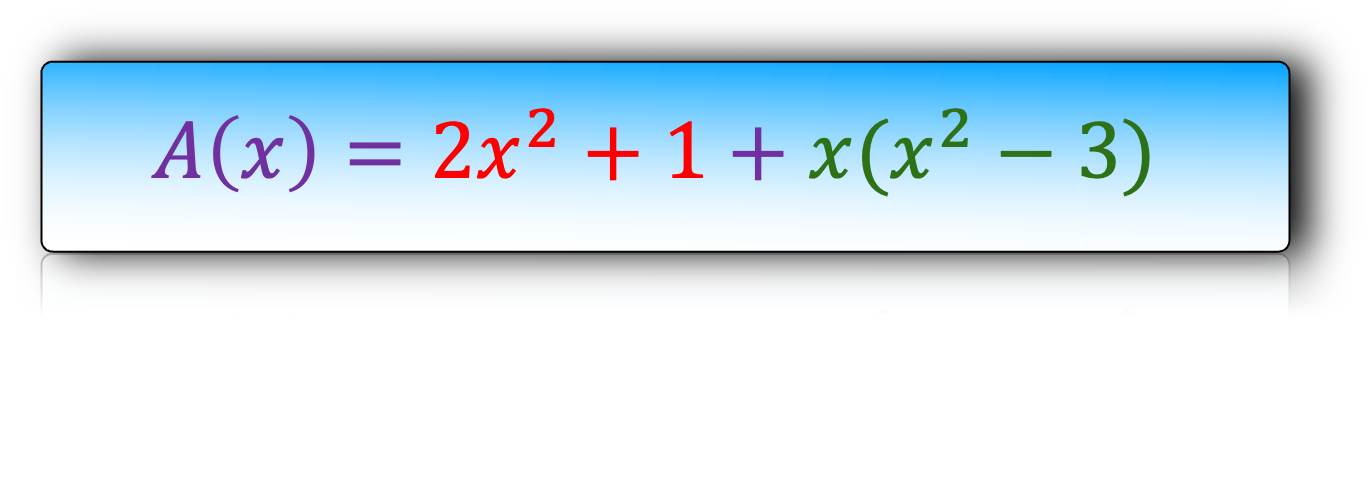 A(x) = 2x² + 1 + x(x² − 3)